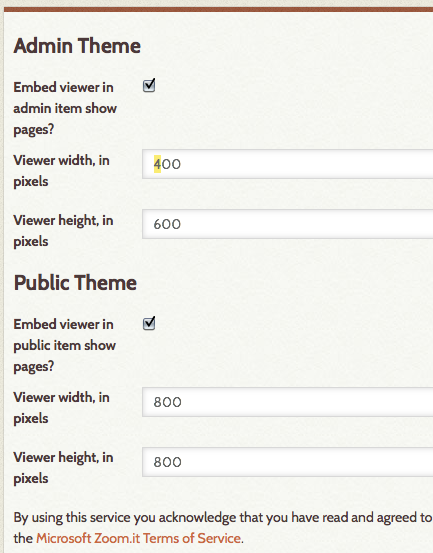 Admin Theme
Embed viewer in
admin item show
pages?
Viewer width, in
pixels
400
Viewer height, in
pixels
600
Public Theme
Embed viewer in
public item show
pages?
Viewer width, in
pixels
800
Viewer height, in
pixels
800
By using this service you acknowledge that you have read and agreed to
the Microsoft Zoom.it Terms of Service.